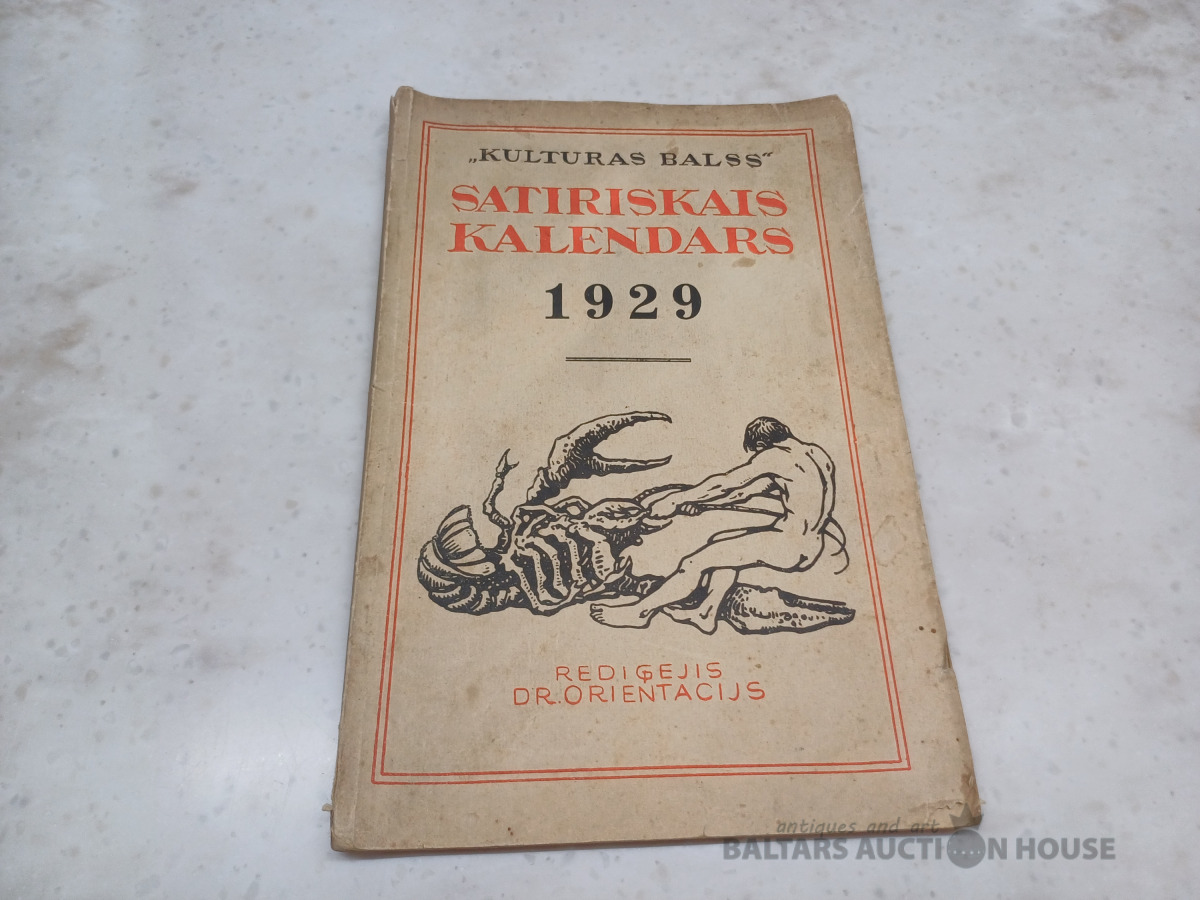 „KULTURAS BALSS“
SATIRISKAIS
KALENDARS
1929
REDIĢEJIS
DR. ORIENTACIJS
antiques and art
BALTARS AUCTION HOUSE